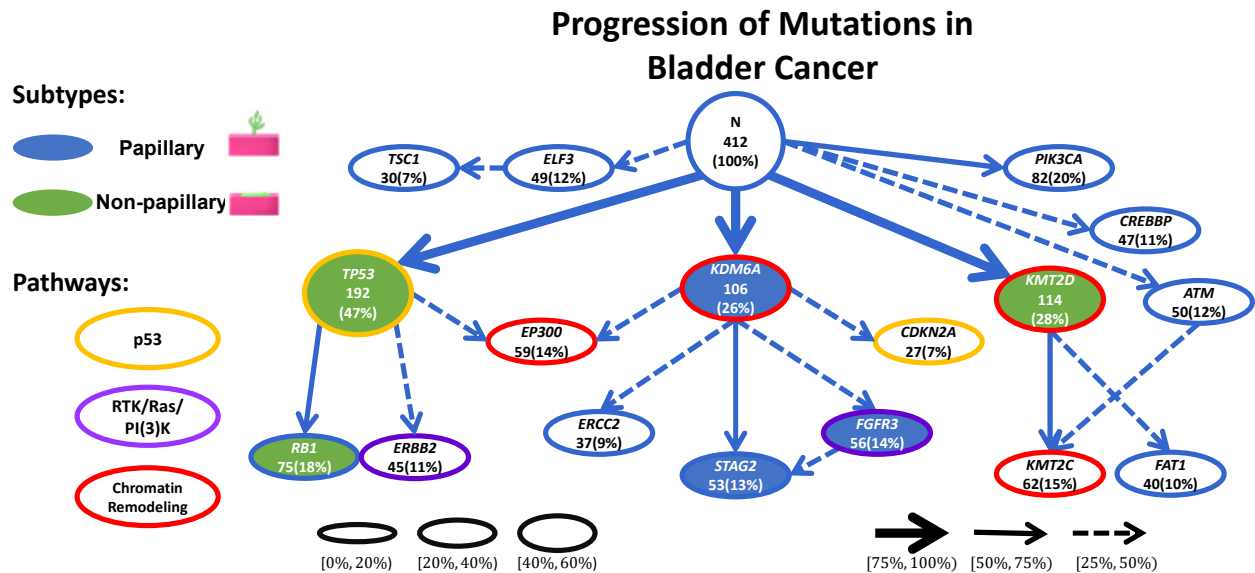 Progression of Mutations in
Bladder Cancer
Subtypes:
Papillary
Non-papillary
Pathways:
p53
RTK/Ras/
PI(3)K
Chromatin
Remodeling
N
412
(100%)
TSC1
30(7%)
ELF3
49(12%)
PIK3CA
82(20%)
CREBBP
47(11%)
ATM
50(12%)
TP53
192
(47%)
KDM6A
106
(26%)
KMT2D
114
(28%)
EP300
59(14%)
CDKN2A
27(7%)
RB1
75(18%)
ERBB2
45(11%)
ERCC2
37(9%)
FGFR3
56(14%)
STAG2
53(13%)
KMT2C
62(15%)
FAT1
40(10%)
[0%, 20%)
[20%, 40%)
[40%, 60%)
[75%, 100%)
[50%, 75%)
[25%, 50%)